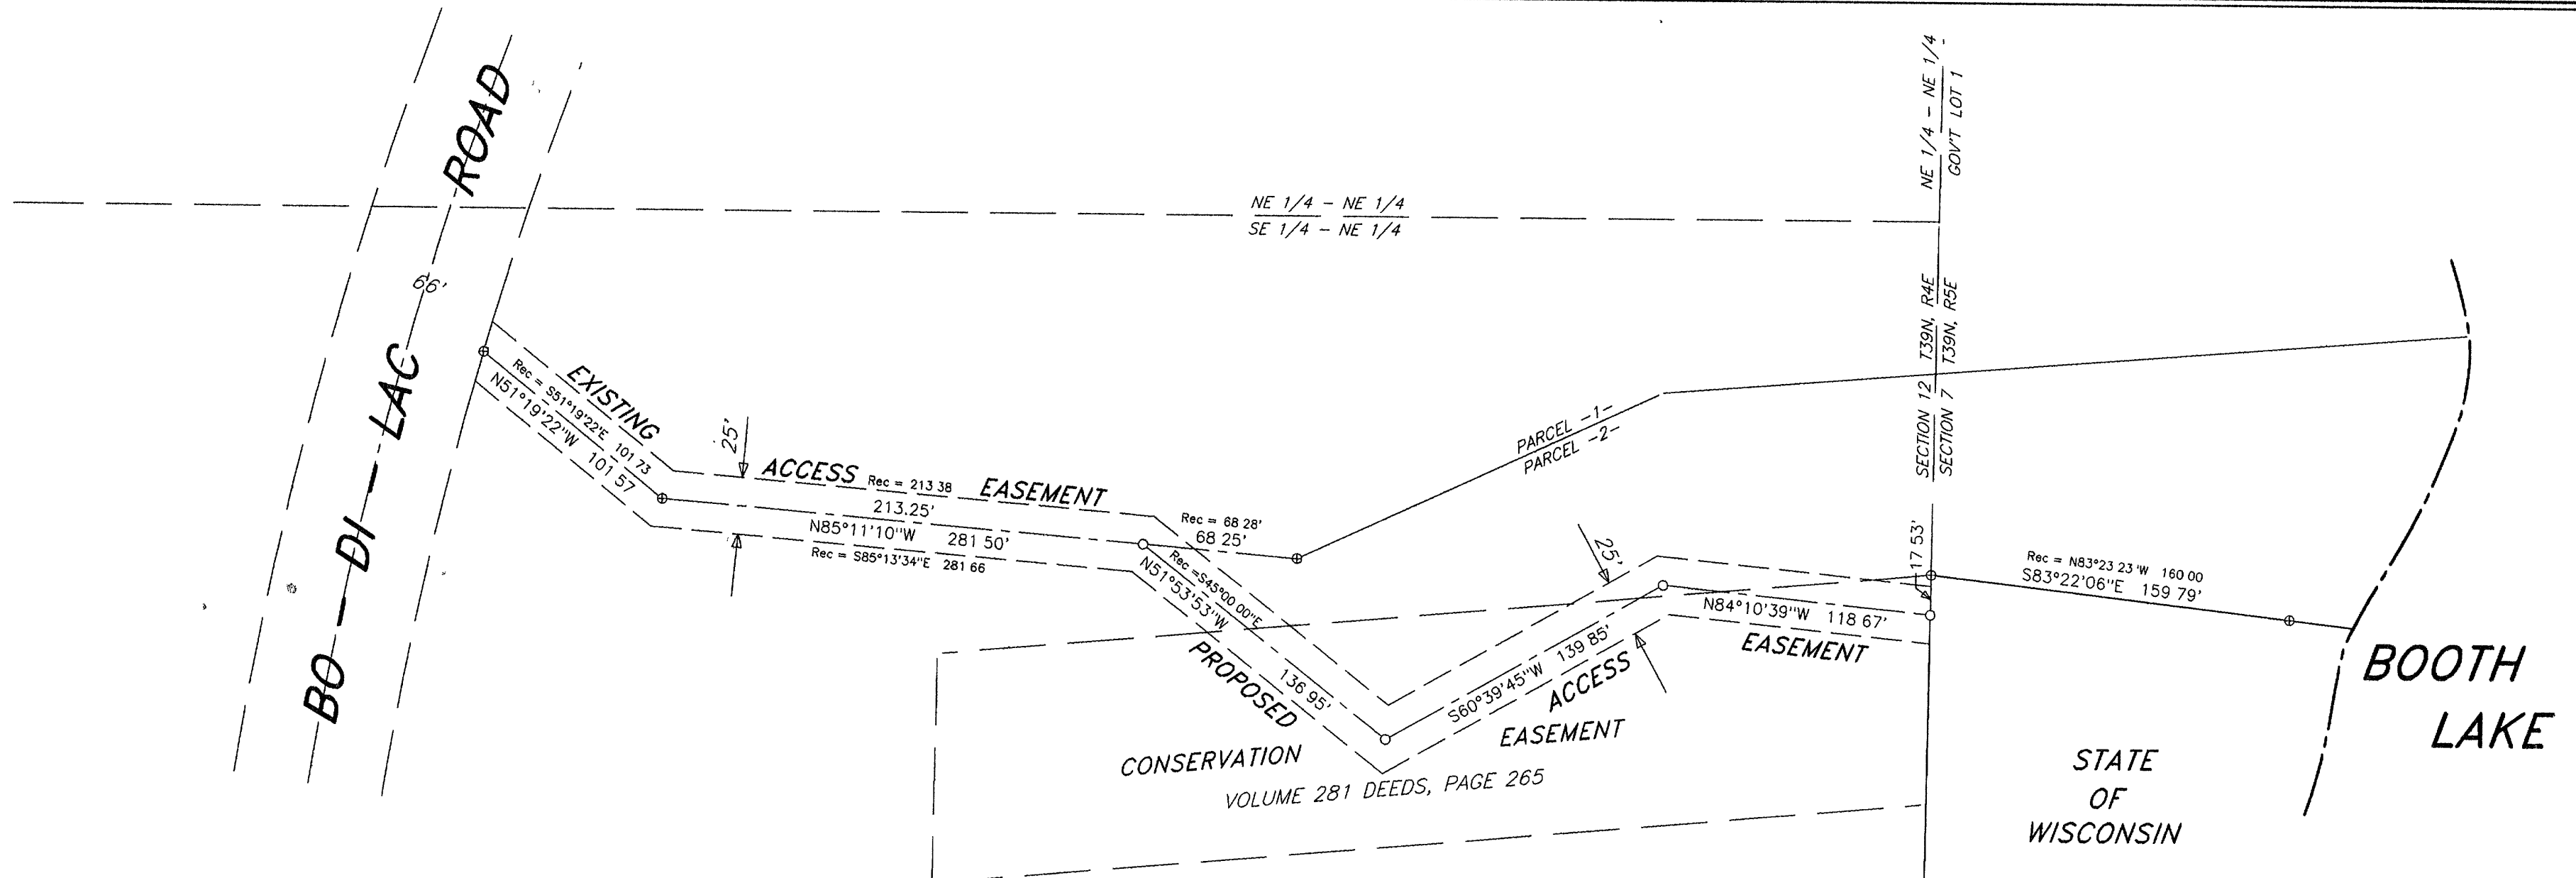 BO - DI - LAC ROAD
66'
NE 1/4 - NE 1/4
SE 1/4 - NE 1/4
NE 1/4 - NE 1/4
GOV'T LOT 1
SECTION 12 T39N, R4E
SECTION 7 T39N, R5E
EXISTING
Rec = S51°19'22"E 101 73
N51°19'22"W 101 57
25'
ACCESS Rec = 213 38 EASEMENT
213.25'
N85°11'10"W 281 50'
Rec = S85°13'34"E 281 66
Rec = 68 28'
68 25'
PARCEL -1-
PARCEL -2-
Rec =S45°00 00"E
N51°53'53"W
136 95'
PROPOSED
25'
S60°39'45"W 139 85'
ACCESS
N84°10'39"W 118 67'
EASEMENT
17 53'
Rec = N83°23 23 'W 160 00
S83°22'06"E 159 79'
CONSERVATION EASEMENT
VOLUME 281 DEEDS, PAGE 265
STATE
OF
WISCONSIN
BOOTH
LAKE